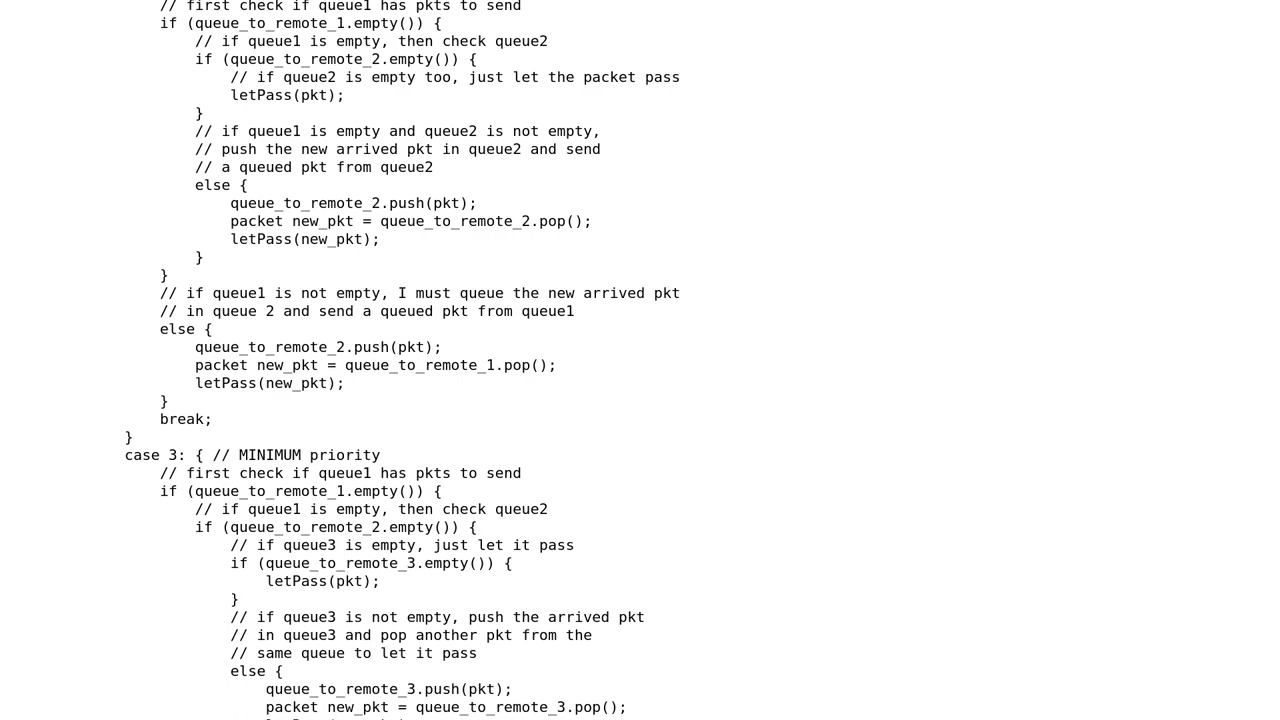 // first check if queue1 has pkts to send
if (queue_to_remote_1.empty()) {
// if queue1 is empty, then check queue2
if (queue_to_remote_2.empty()) {
// if queue2 is empty too, just let the packet pass
letPass(pkt);
}
// if queue1 is empty and queue2 is not empty,
// push the new arrived pkt in queue2 and send
// a queued pkt from queue2
else {
queue_to_remote_2.push(pkt);
packet new_pkt = queue_to_remote_2.pop();
letPass(new_pkt);
}
}
// if queue1 is not empty, I must queue the new arrived pkt
// in queue 2 and send a queued pkt from queue1
else {
queue_to_remote_2.push(pkt);
packet new_pkt = queue_to_remote_1.pop();
letPass(new_pkt);
}
break;
}
case 3: { // MINIMUM priority
// first check if queue1 has pkts to send
if (queue_to_remote_1.empty()) {
// if queue1 is empty, then check queue2
if (queue_to_remote_2.empty()) {
// if queue3 is empty, just let it pass
if (queue_to_remote_3.empty()) {
letPass(pkt);
}
// if queue3 is not empty, push the arrived pkt
// in queue3 and pop another pkt from the
// same queue to let it pass
else {
queue_to_remote_3.push(pkt);
packet new_pkt = queue_to_remote_3.pop();